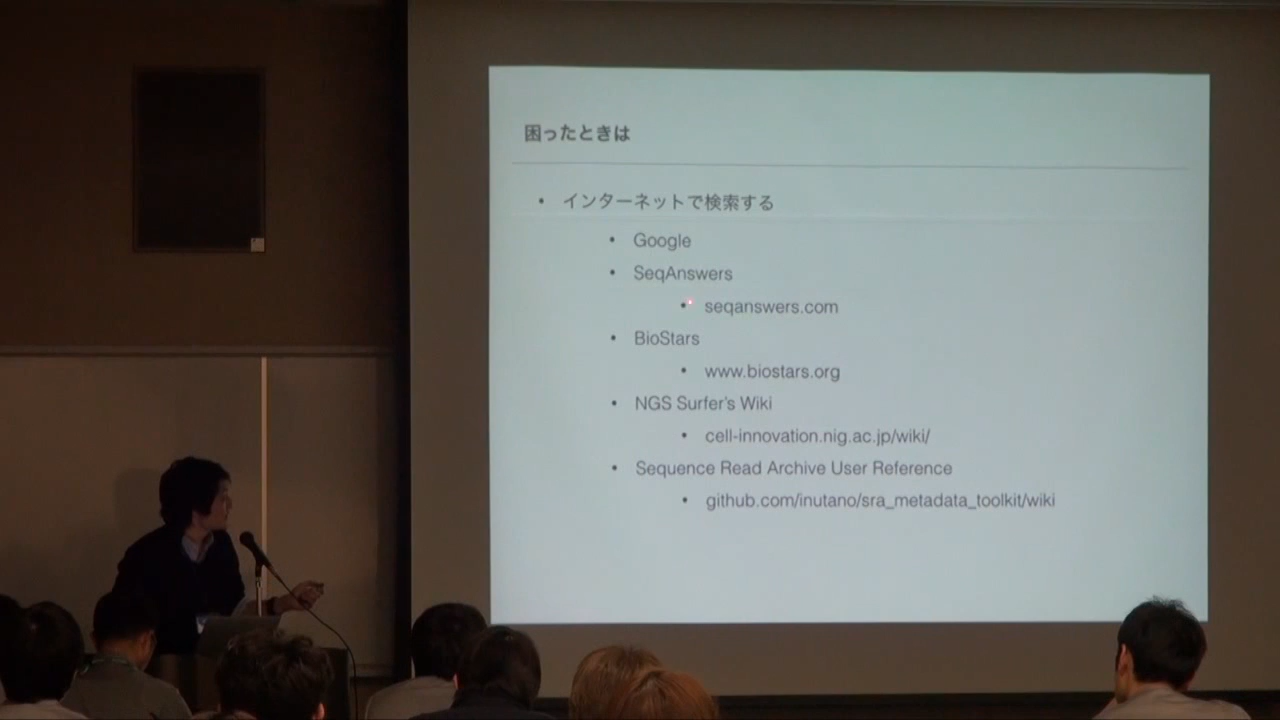 困ったときは
• インターネットで検索する
• Google
• SeqAnswers
• seqanswers.com
• BioStars
• www.biostars.org
• NGS Surfer's Wiki
• cell-innovation.nig.ac.jp/wiki/
• Sequence Read Archive User Reference
• github.com/inutano/sra_metadata_toolkit/wiki